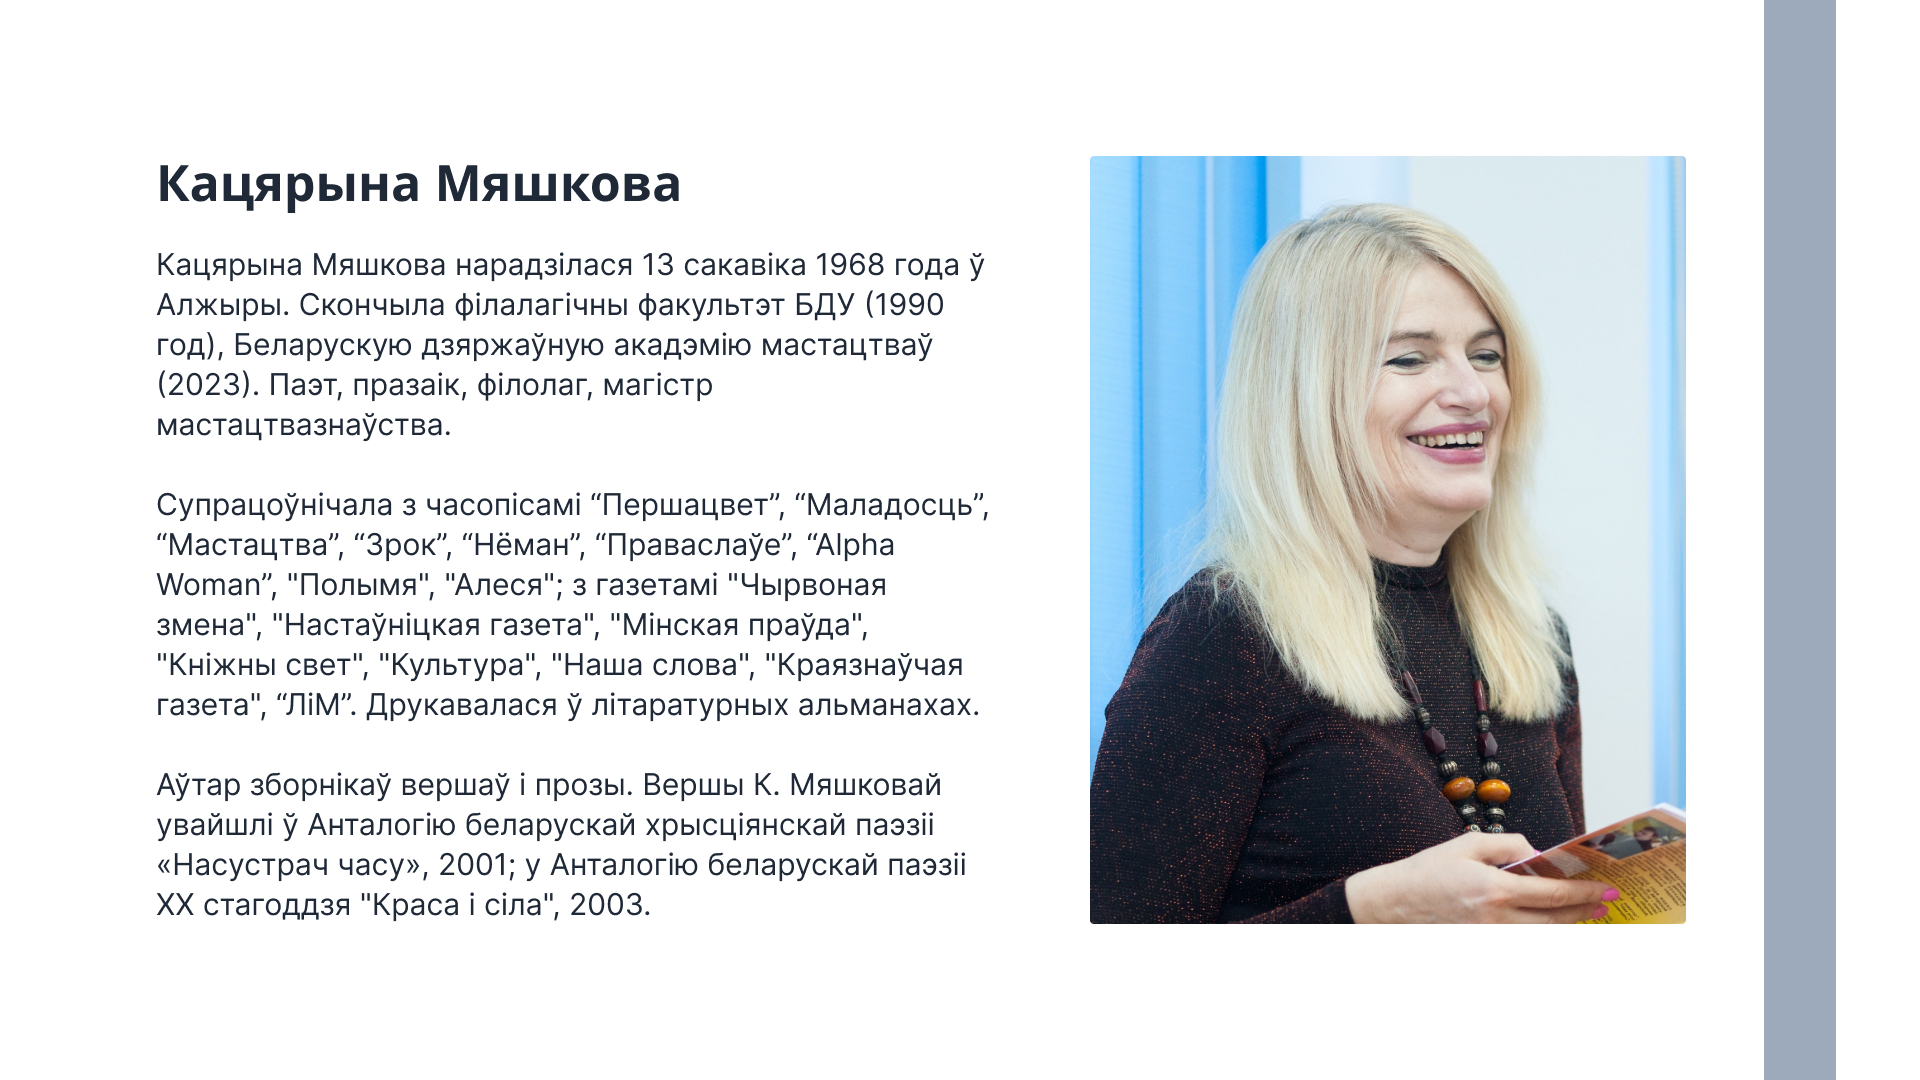 Кацярына Мяшкова
Кацярына Мяшкова нарадзілася 13 сакавіка 1968 года ў
Алжыры. Скончыла філалагічны факультэт БДУ (1990
год), Беларускую дзяржаўную акадэмію мастацтваў
(2023). Паэт, празаік, філолаг, магістр
мастацтвазнаўства.
Супрацоўнічала з часопісамі “Першацвет”, “Маладосць”,
“Мастацтва”, “Зрок”, “Нёман”, “Праваслаўе”, “Alpha
Woman”, "Полымя", "Алеся"; з газетамі "Чырвоная
змена", "Настаўніцкая газета", "Мінская праўда",
"Кніжны свет", "Культура", "Наша слова", "Краязнаўчая
газета", “ЛіМ”. Друкавалася ў літаратурных альманахах.
Аўтар зборнікаў вершаў і прозы. Вершы К. Мяшковай
увайшлі ў Анталогію беларускай хрысціянскай паэзіі
«Насустрач часу», 2001; у Анталогію беларускай паэзіі
ХХ стагоддзя "Краса і сіла", 2003.